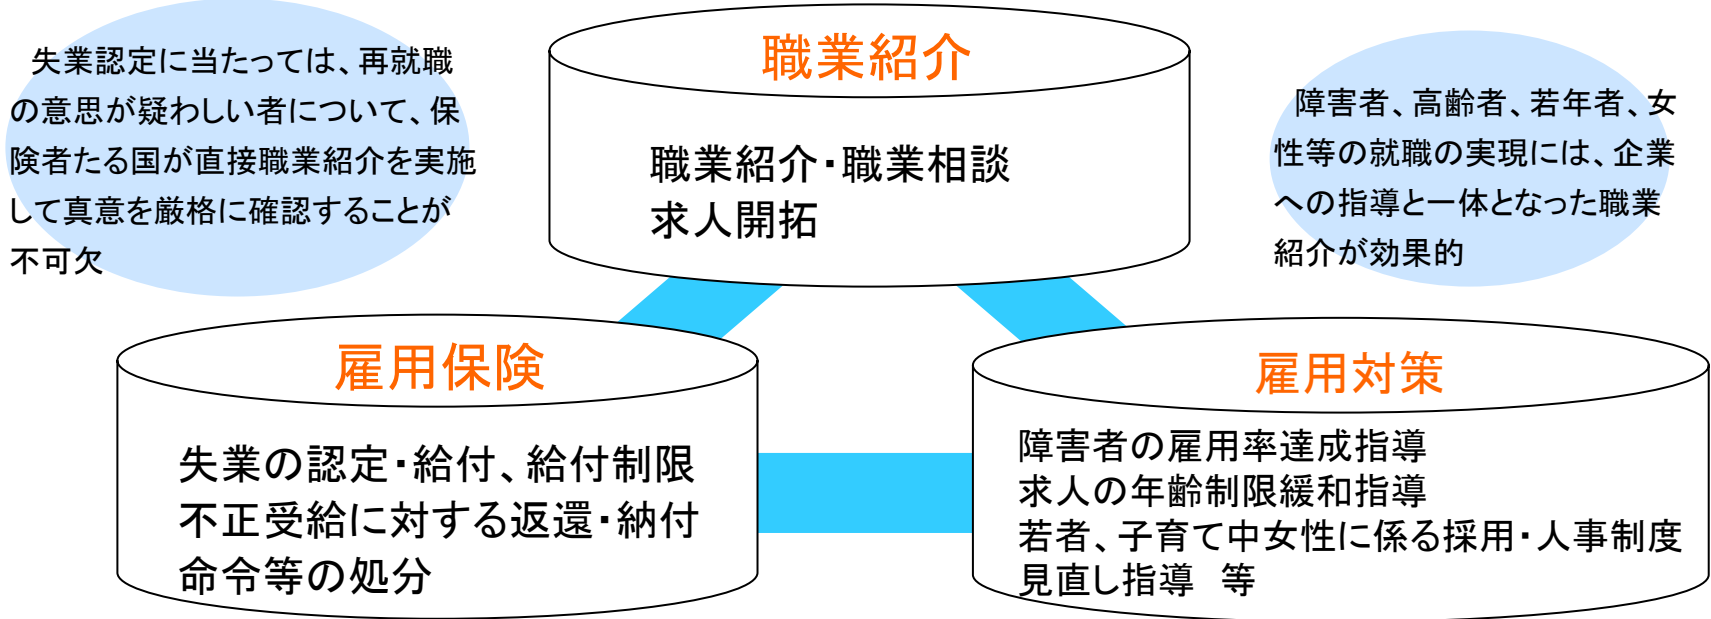 失業認定に当たっては、再就職
の意思が疑わしい者について、保
険者たる国が直接職業紹介を実施
して真意を厳格に確認することが
不可欠
職業紹介
職業紹介・職業相談
求人開拓
障害者、高齢者、若年者、女
性等の就職の実現には、企業
への指導と一体となった職業
紹介が効果的
雇用保険
失業の認定・給付、給付制限
不正受給に対する返還・納付
命令等の処分
雇用対策
障害者の雇用率達成指導
求人の年齢制限緩和指導
若者、子育て中女性に係る採用・人事制度
見直し指導　等